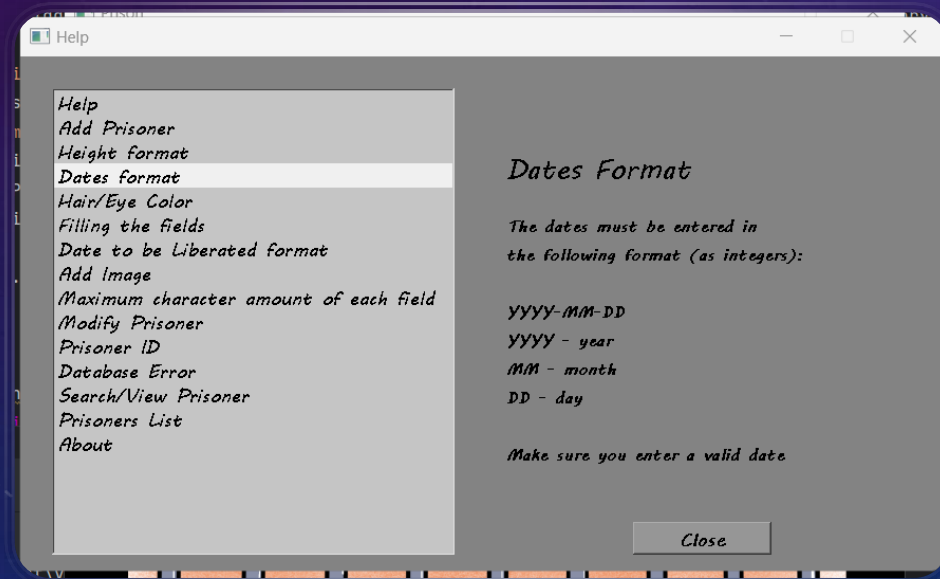 Help
Help
Add Prisoner
Height format
Dates format
Hair/Eye Color
Filling the fields
Date to be Liberated format
Add Image
Maximum character amount of each field
Modify Prisoner
Prisoner ID
Database Error
Search/View Prisoner
Prisoners List
About
Dates Format
The dates must be entered in
the following format (as integers):
YYYY-MM-DD
YYYY - year
MM - month
DD - day
Make sure you enter a valid date
Close